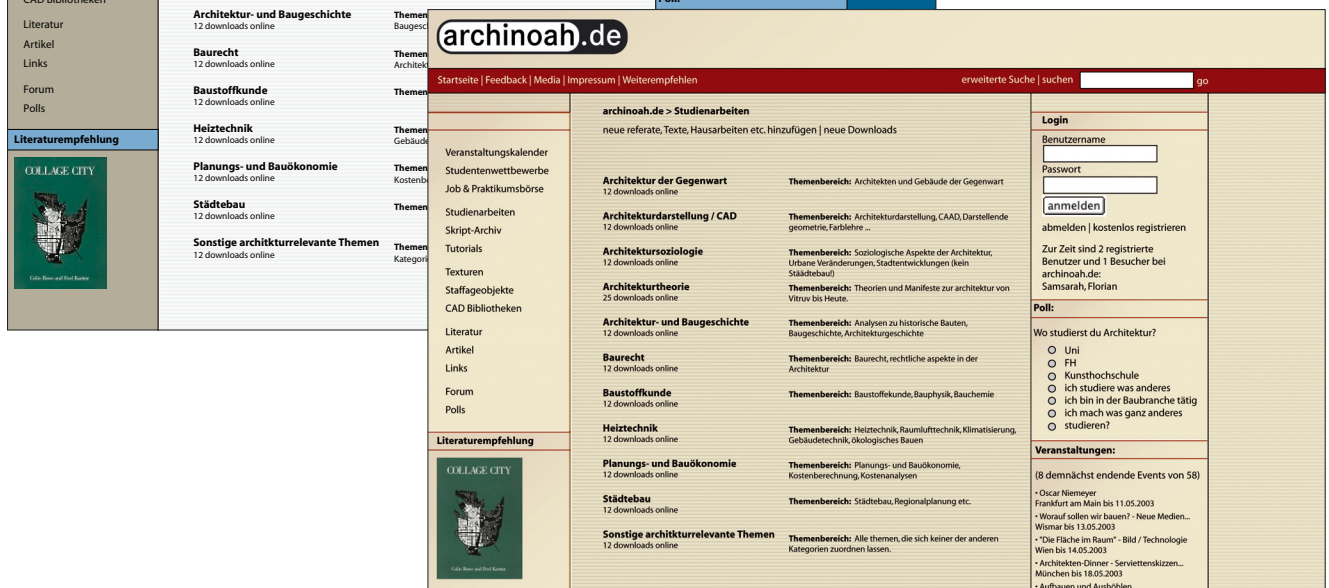 CAD Bibliotheken
Literatur
Artikel
Links
Forum
Polls
Literaturempfehlung
COLLAGE CITY
Colin Rowe and Fred Koetter
Architektur- und Baugeschichte
12 downloads online
Baurecht
12 downloads online
Baustoffkunde
12 downloads online
Heiztechnik
12 downloads online
Planungs- und Bauökonomie
12 downloads online
Städtebau
12 downloads online
Sonstige architkturrelevante Themen
12 downloads online
archinoah.de
Startseite | Feedback | Media | Impressum | Weiterempfehlen
erweiterte Suche | suchen go
Veranstaltungskalender
Studentenwettbewerbe
Job & Praktikumsbörse
Studienarbeiten
Skript-Archiv
Tutorials
Texturen
Staffageobjekte
CAD Bibliotheken
Literatur
Artikel
Links
Forum
Polls
Literaturempfehlung
COLLAGE CITY
Colin Rowe and Fred Koetter
archinoah.de > Studienarbeiten
neue referate, Texte, Hausarbeiten etc. hinzufügen | neue Downloads
Architektur der Gegenwart
12 downloads online
Themenbereich: Architekten und Gebäude der Gegenwart
Architekturdarstellung / CAD
12 downloads online
Themenbereich: Architekturdarstellung, CAAD, Darstellende
geometrie, Farblehre ...
Architektursoziologie
12 downloads online
Themenbereich: Soziologische Aspekte der Architektur,
Urbane Veränderungen, Stadtentwicklungen (kein
Stäädtebau!)
Architekturtheorie
25 downloads online
Themenbereich: Theorien und Manifeste zur architektur von
Vitruv bis Heute.
Architektur- und Baugeschichte
12 downloads online
Themenbereich: Analysen zu historische Bauten,
Baugeschichte, Architekturgeschichte
Baurecht
12 downloads online
Themenbereich: Baurecht, rechtliche aspekte in der
Architektur
Baustoffkunde
12 downloads online
Themenbereich: Baustoffekunde, Bauphysik, Bauchemie
Heiztechnik
12 downloads online
Themenbereich: Heiztechnik, Raumlufttechnik, Klimatisierung,
Gebäudetechnik, ökologisches Bauen
Planungs- und Bauökonomie
12 downloads online
Themenbereich: Planungs- und Bauökonomie,
Kostenberechnung, Kostenanalysen
Städtebau
12 downloads online
Themenbereich: Städtebau, Regionalplanung etc.
Sonstige architkturrelevante Themen
12 downloads online
Themenbereich: Alle themen, die sich keiner der anderen
Kategorien zuordnen lassen.
Login
Benutzername
Passwort
anmelden
abmelden | kostenlos registrieren
Zur Zeit sind 2 registrierte
Benutzer und 1 Besucher bei
archinoah.de:
Samsarah, Florian
Poll:
Wo studierst du Architektur?
Uni
FH
Kunsthochschule
ich studiere was anderes
ich bin in der Baubranche tätig
ich mach was ganz anderes
studieren?
Veranstaltungen:
(8 demnächst endende Events von 58)
• Oscar Niemeyer
Frankfurt am Main bis 11.05.2003
• Worauf sollen wir bauen? - Neue Medien...
Wismar bis 13.05.2003
• "Die Fläche im Raum" - Bild / Technologie
Wien bis 14.05.2003
• Architekten-Dinner - Serviettenskizzen...
München bis 18.05.2003
• Aufbauen und Aushöhlen